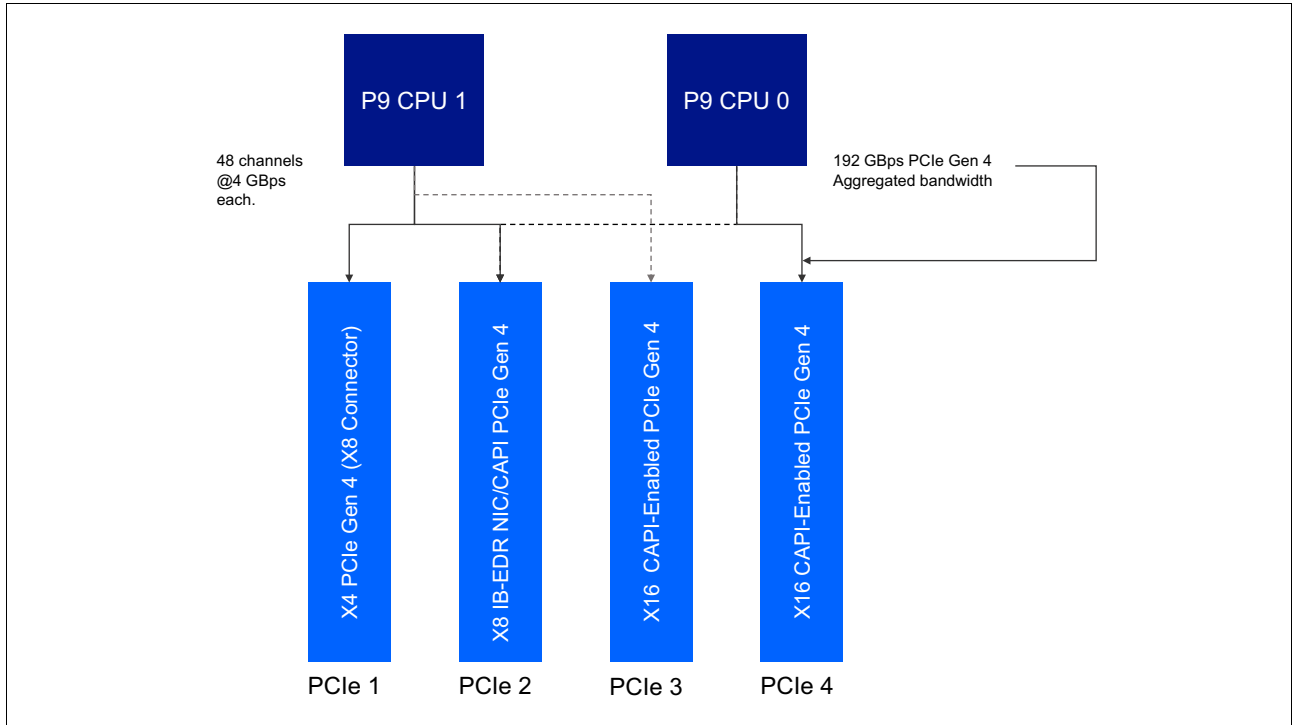 P9 CPU 1
P9 CPU 0
48 channels
@4 GBps
each.
192 GBps PCIe Gen 4
Aggregated bandwidth
X4 PCIe Gen 4 (X8 Connector)
X8 IB-EDR NIC/CAPI PCIe Gen 4
X16  CAPI-Enabled PCIe Gen 4
X16 CAPI-Enabled PCIe Gen 4
PCIe 1
PCIe 2
PCIe 3
PCIe 4